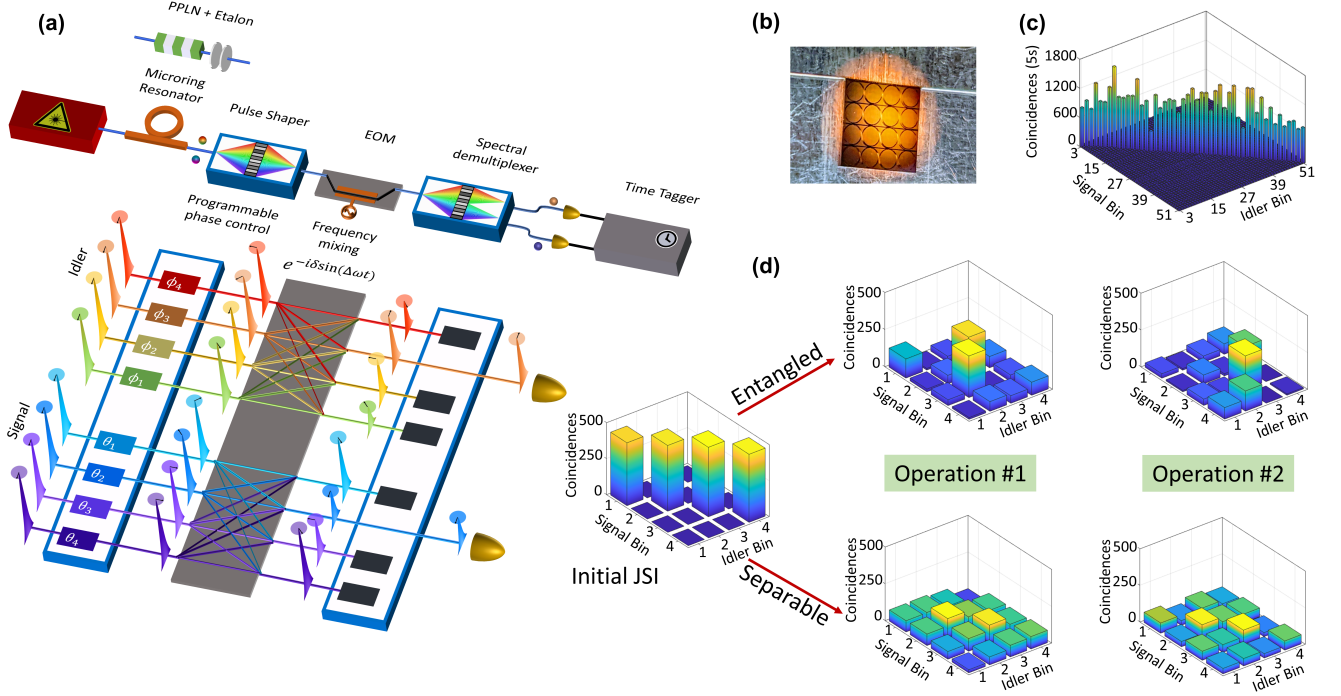 (a)
PPLN + Etalon
Microring
Resonator
Pulse Shaper
EOM
Spectral
demultiplexer
Time Tagger
Programmable
phase control
Frequency
mixing
e^{-iδsin(Δωt)}
Idler
ϕ4
ϕ3
ϕ2
ϕ1
Signal
θ1
θ2
θ3
θ4
(b)
(c)
Coincidences (5s)
1800
1200
600
0
3
15
27
39
51
Signal Bin
3
15
27
39
51
Idler Bin
(d)
Initial JSI
Coincidences
500
250
0
1
2
3
4
Signal Bin
1
2
3
4
Idler Bin
Entangled
Separable
Coincidences
500
250
0
1
2
3
4
Signal Bin
1
2
3
4
Idler Bin
Coincidences
500
250
0
1
2
3
4
Signal Bin
1
2
3
4
Idler Bin
Operation #1
Operation #2
Coincidences
500
250
0
1
2
3
4
Signal Bin
1
2
3
4
Idler Bin
Coincidences
500
250
0
1
2
3
4
Signal Bin
1
2
3
4
Idler Bin